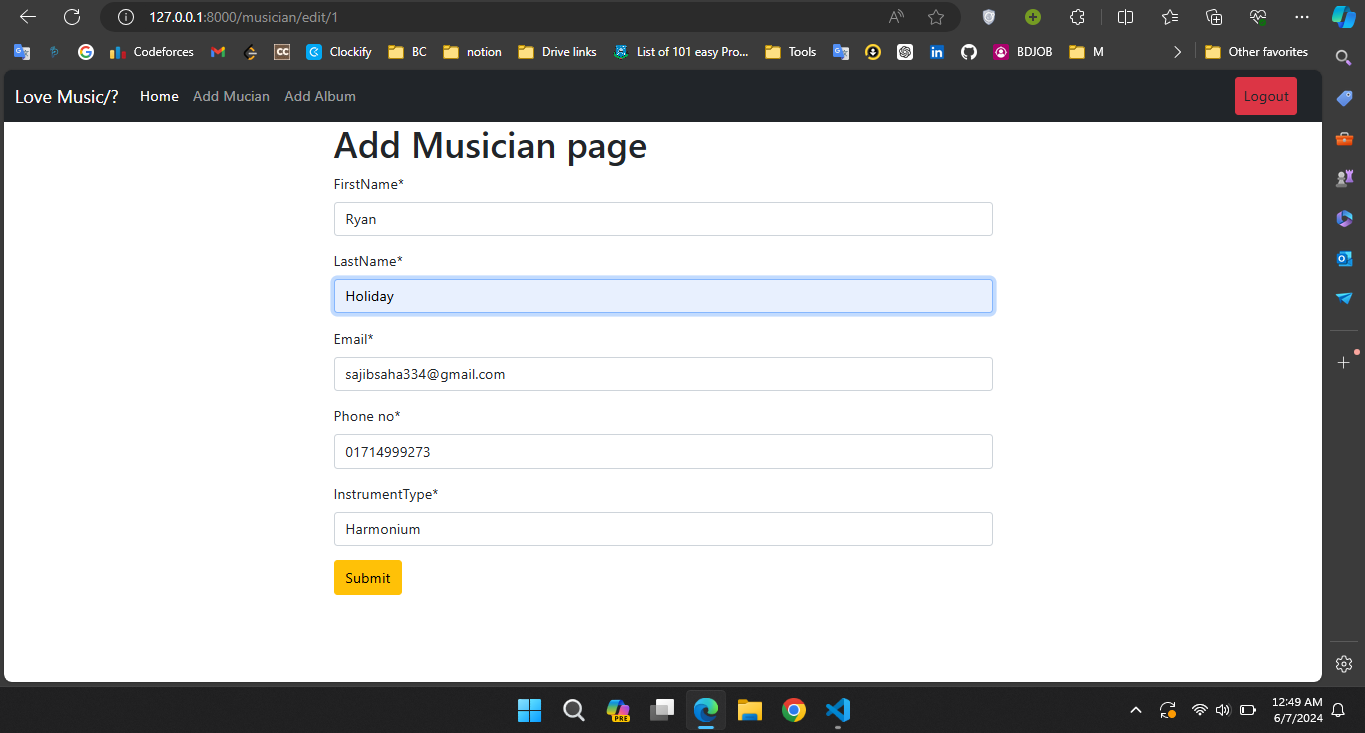 127.0.0.1:8000/musician/edit/1
Codeforces CC Clockify BC notion Drive links List of 101 easy Pro... Tools BDJOB M Other favorites
Love Music/? Home Add Mucian Add Album Logout
Add Musician page
FirstName*
Ryan
LastName*
Holiday
Email*
sajibsaha334@gmail.com
Phone no*
01714999273
InstrumentType*
Harmonium
Submit
PRE
12:49 AM
6/7/2024